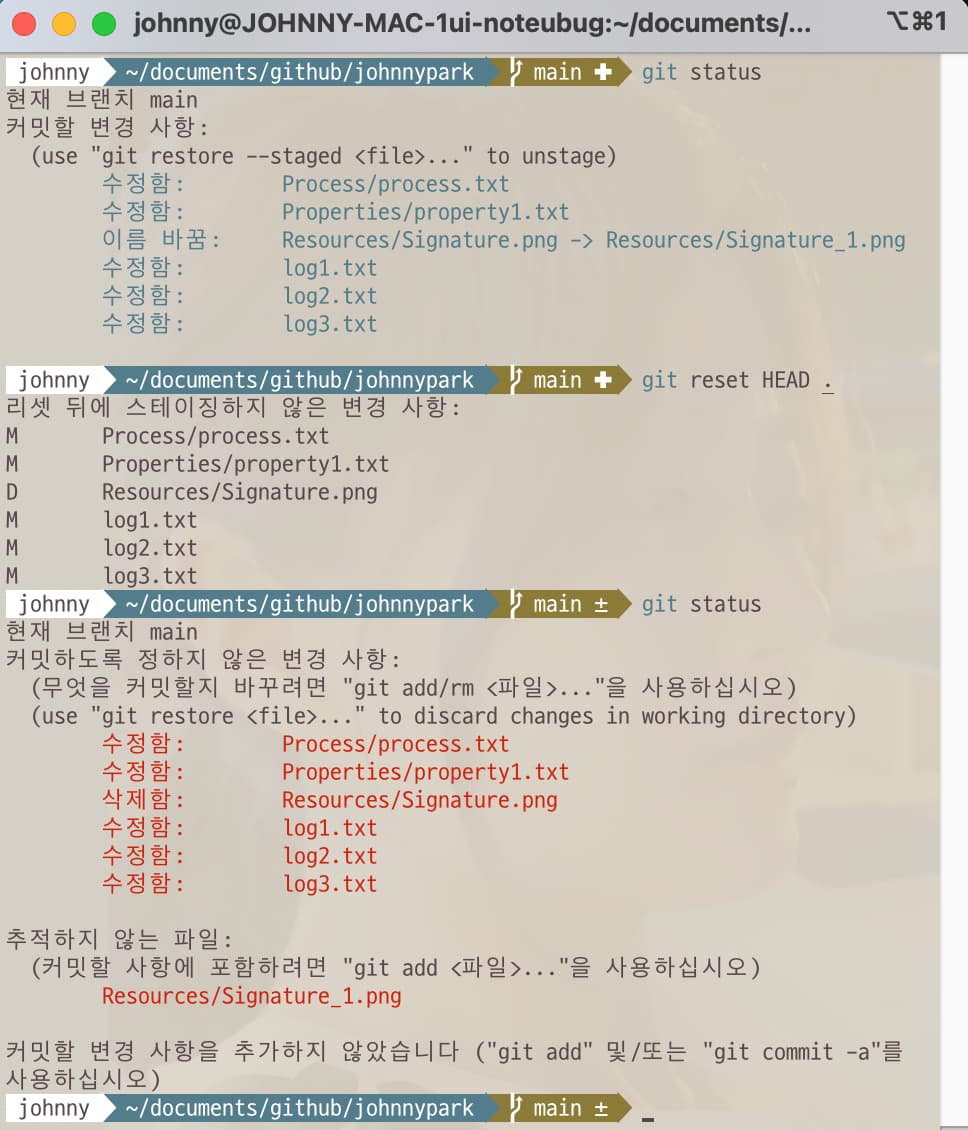 johnny@JOHNNY-MAC-1ui-noteubug:~/documents/... ⌥⌘1
johnny ~/documents/github/johnnypark main ✚ git status
현재 브랜치 main
커밋할 변경 사항:
(use "git restore --staged <file>..." to unstage)
수정함: Process/process.txt
수정함: Properties/property1.txt
이름 바꿈: Resources/Signature.png -> Resources/Signature_1.png
수정함: log1.txt
수정함: log2.txt
수정함: log3.txt
johnny ~/documents/github/johnnypark main ✚ git reset HEAD .
리셋 뒤에 스테이징하지 않은 변경 사항:
M Process/process.txt
M Properties/property1.txt
D Resources/Signature.png
M log1.txt
M log2.txt
M log3.txt
johnny ~/documents/github/johnnypark main ± git status
현재 브랜치 main
커밋하도록 정하지 않은 변경 사항:
(무엇을 커밋할지 바꾸려면 "git add/rm <파일>..."을 사용하십시오)
(use "git restore <file>..." to discard changes in working directory)
수정함: Process/process.txt
수정함: Properties/property1.txt
삭제함: Resources/Signature.png
수정함: log1.txt
수정함: log2.txt
수정함: log3.txt
추적하지 않는 파일:
(커밋할 사항에 포함하려면 "git add <파일>..."을 사용하십시오)
Resources/Signature_1.png
커밋할 변경 사항을 추가하지 않았습니다 ("git add" 및/또는 "git commit -a"를
사용하십시오)
johnny ~/documents/github/johnnypark main ±